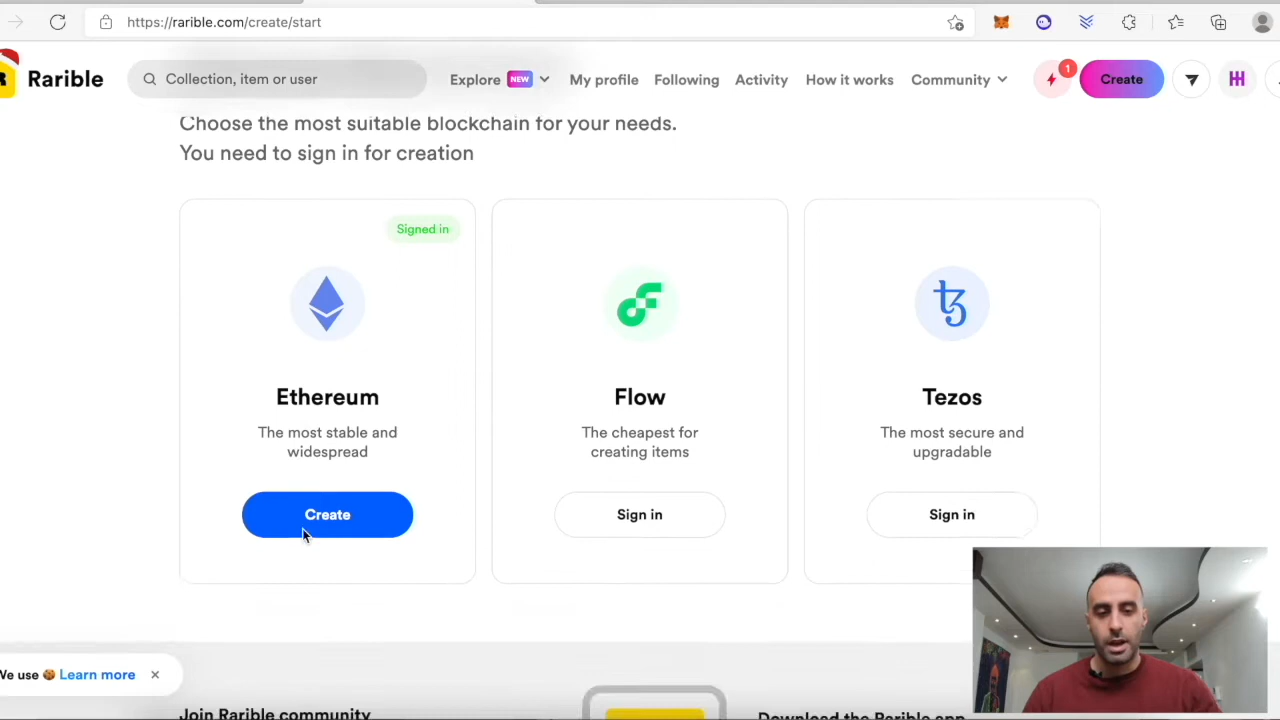 https://rarible.com/create/start
R Rarible
Collection, item or user
Explore NEW
My profile
Following
Activity
How it works
Community
1
Create
Choose the most suitable blockchain for your needs.
You need to sign in for creation
Signed in
Ethereum
The most stable and
widespread
Create
Flow
The cheapest for
creating items
Sign in
Tezos
The most secure and
upgradable
Sign in
We use 🍪 Learn more
Join Rarible community
Download the Rarible app